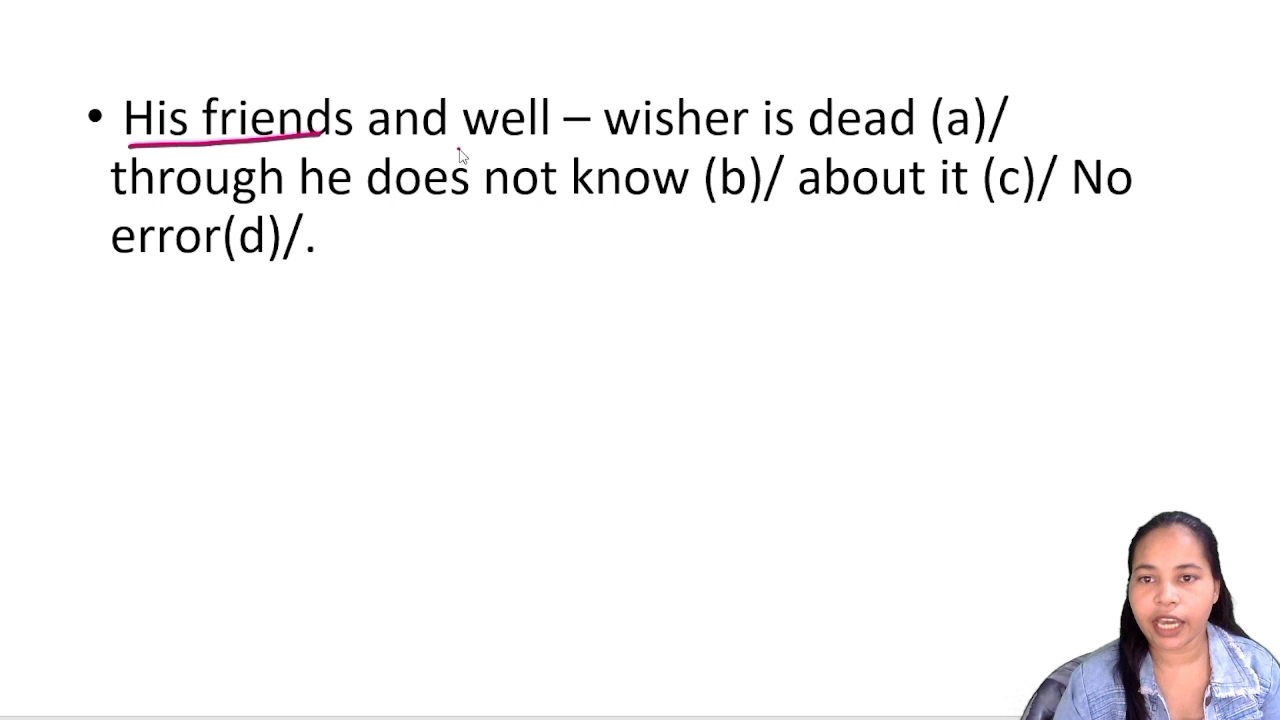 • His friends and well – wisher is dead (a)/
through he does not know (b)/ about it (c)/ No
error(d)/.